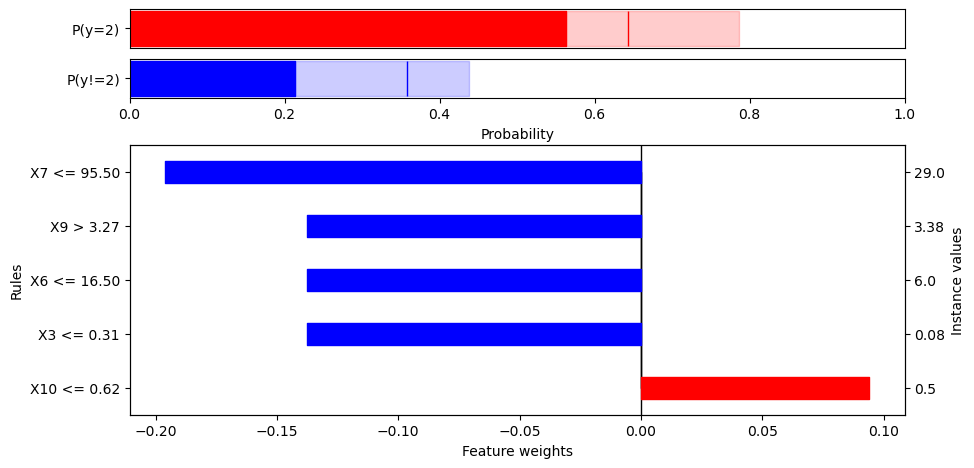 P(y=2)
P(y!=2)
0.0 0.2 0.4 0.6 0.8 1.0
Probability
X7 <= 95.50 29.0
X9 > 3.27 3.38
X6 <= 16.50 6.0
X3 <= 0.31 0.08
X10 <= 0.62 0.5
Rules
Instance values
−0.20 −0.15 −0.10 −0.05 0.00 0.05 0.10
Feature weights